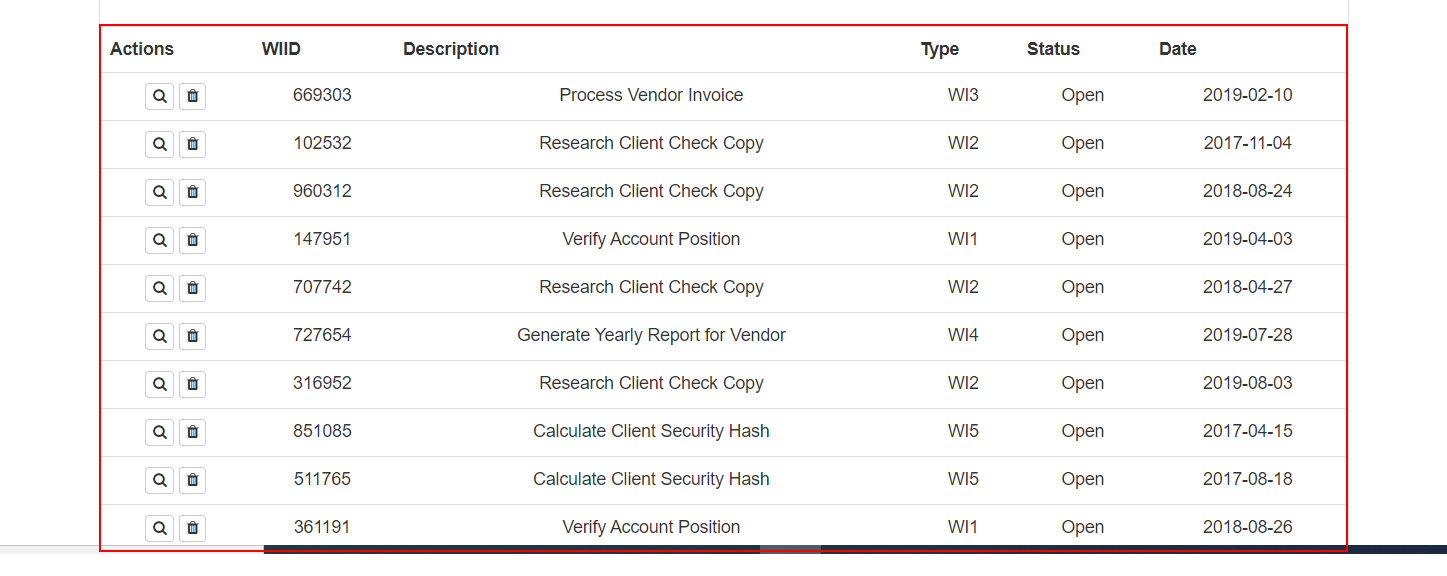 Actions WIID Description Type Status Date
669303 Process Vendor Invoice WI3 Open 2019-02-10
102532 Research Client Check Copy WI2 Open 2017-11-04
960312 Research Client Check Copy WI2 Open 2018-08-24
147951 Verify Account Position WI1 Open 2019-04-03
707742 Research Client Check Copy WI2 Open 2018-04-27
727654 Generate Yearly Report for Vendor WI4 Open 2019-07-28
316952 Research Client Check Copy WI2 Open 2019-08-03
851085 Calculate Client Security Hash WI5 Open 2017-04-15
511765 Calculate Client Security Hash WI5 Open 2017-08-18
361191 Verify Account Position WI1 Open 2018-08-26